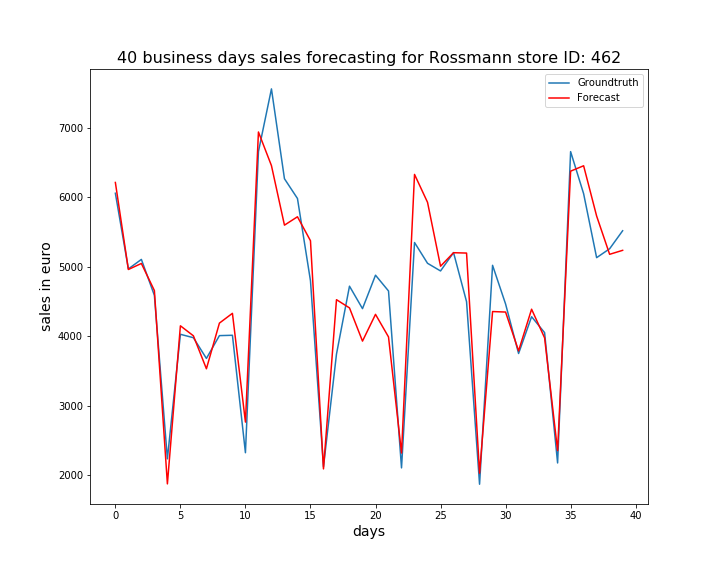 40 business days sales forecasting for Rossmann store ID: 462
Groundtruth
Forecast
sales in euro
7000
6000
5000
4000
3000
2000
0 5 10 15 20 25 30 35 40
days